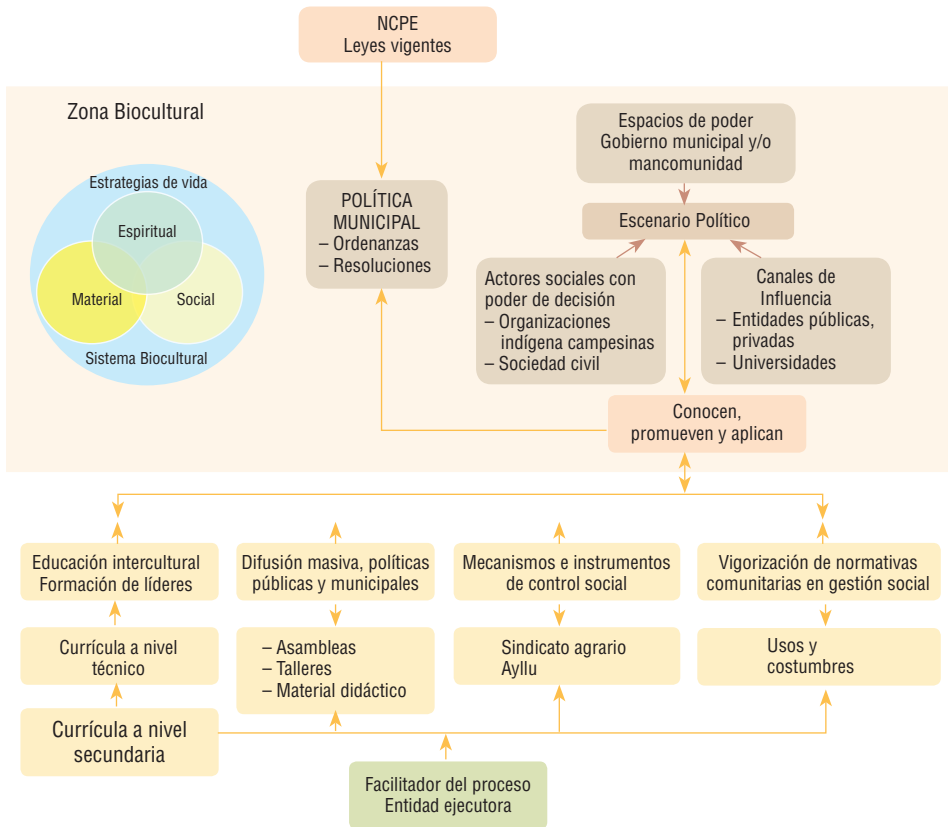 NCPE
Leyes vigentes
Zona Biocultural
Estrategias de vida
Espiritual
Material
Social
Sistema Biocultural
POLÍTICA
MUNICIPAL
– Ordenanzas
– Resoluciones
Espacios de poder
Gobierno municipal y/o
mancomunidad
Escenario Político
Actores sociales con
poder de decisión
– Organizaciones
indígena campesinas
– Sociedad civil
Canales de
Influencia
– Entidades públicas,
privadas
– Universidades
Conocen,
promueven y aplican
Educación intercultural
Formación de líderes
Difusión masiva, políticas
públicas y municipales
Mecanismos e instrumentos
de control social
Vigorización de normativas
comunitarias en gestión social
Currícula a nivel
técnico
– Asambleas
– Talleres
– Material didáctico
Sindicato agrario
Ayllu
Usos y
costumbres
Currícula a nivel
secundaria
Facilitador del proceso
Entidad ejecutora